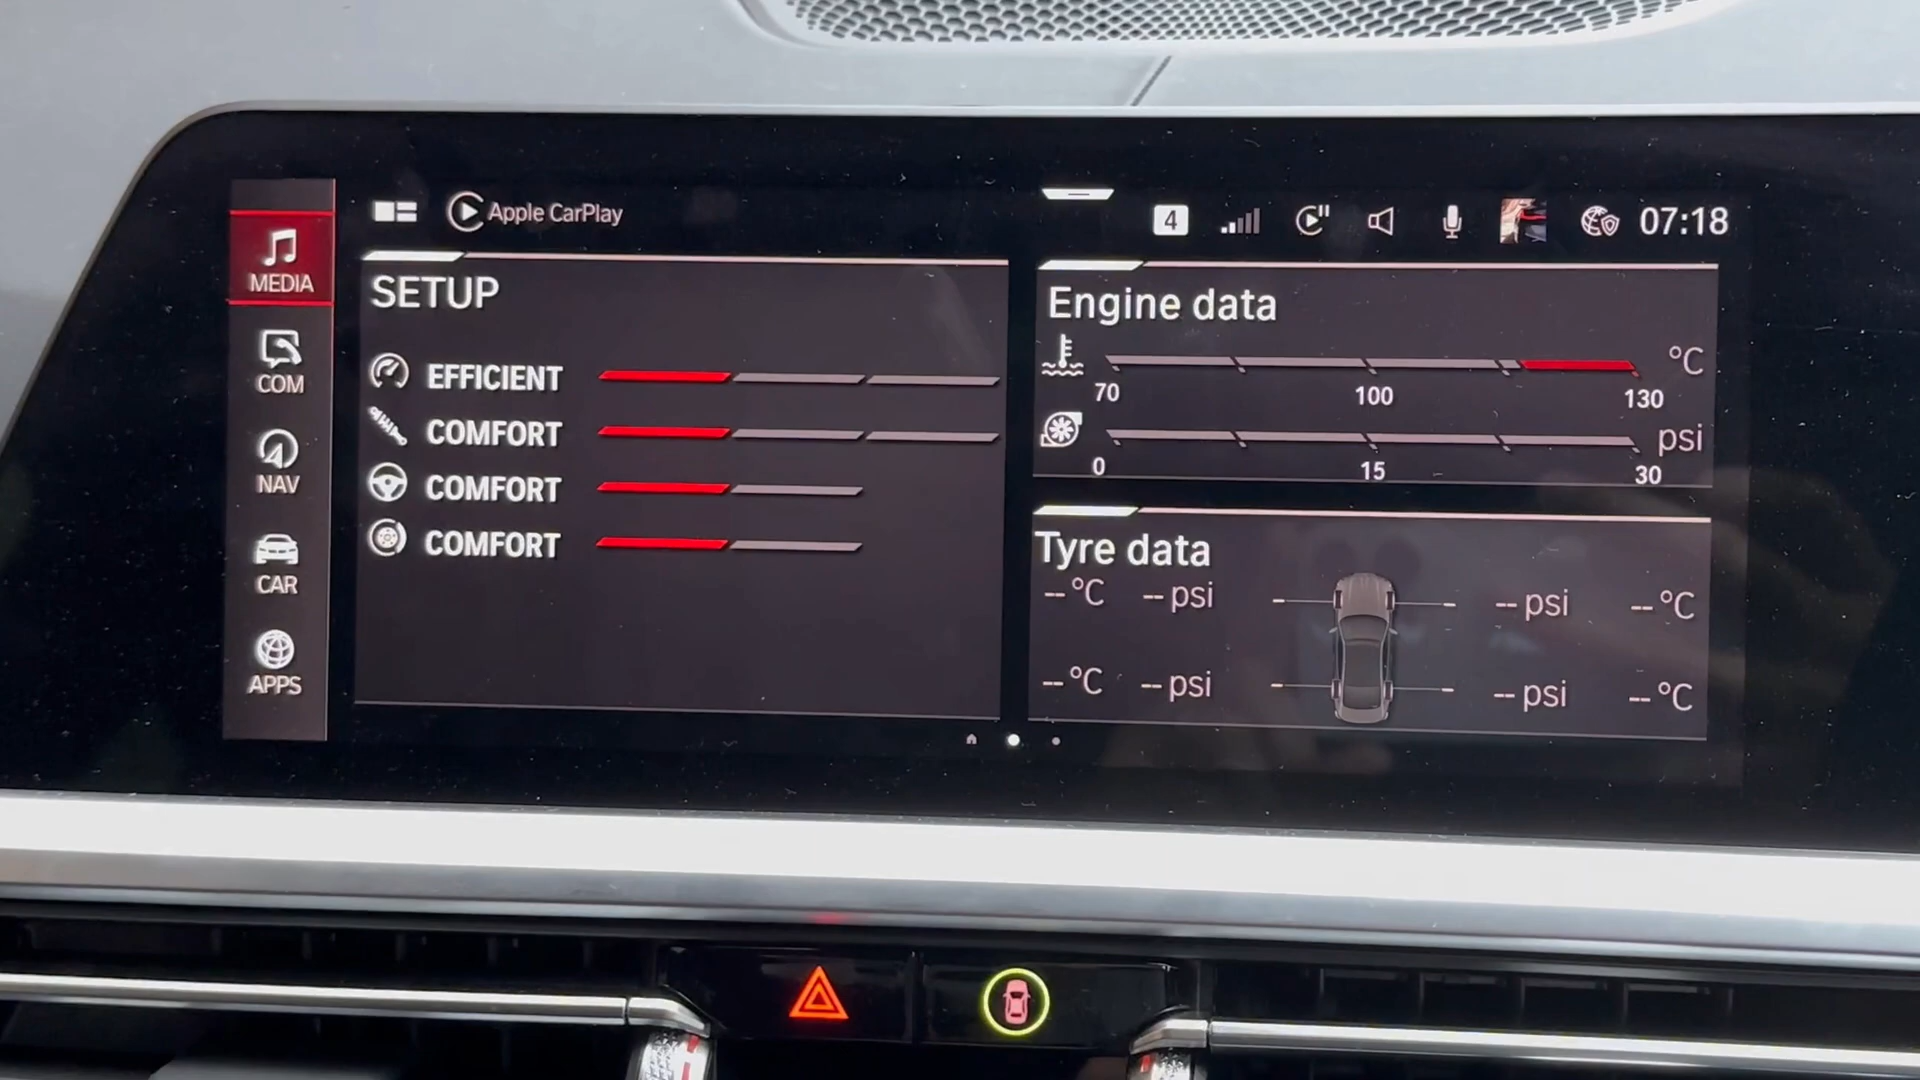 Apple CarPlay
4
07:18
MEDIA
COM
NAV
CAR
APPS
SETUP
EFFICIENT
COMFORT
COMFORT
COMFORT
Engine data
°C
70 100 130
psi
0 15 30
Tyre data
--°C --psi --psi --°C
--°C --psi --psi --°C